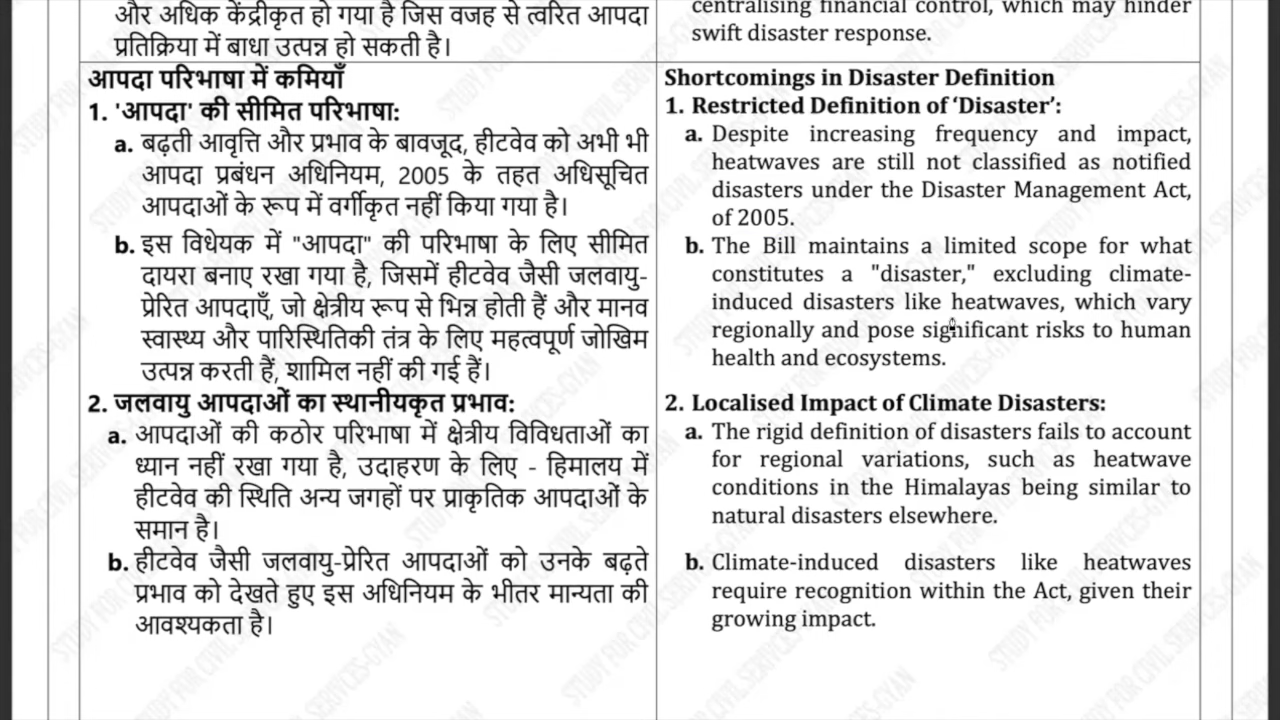 और अधिक केंद्रीकृत हो गया है जिस वजह से त्वरित आपदा
प्रतिक्रिया में बाधा उत्पन्न हो सकती है।
आपदा परिभाषा में कमियाँ
1. 'आपदा' की सीमित परिभाषा:
a. बढ़ती आवृत्ति और प्रभाव के बावजूद, हीटवेव को अभी भी
आपदा प्रबंधन अधिनियम, 2005 के तहत अधिसूचित
आपदाओं के रूप में वर्गीकृत नहीं किया गया है।
b. इस विधेयक में "आपदा" की परिभाषा के लिए सीमित
दायरा बनाए रखा गया है, जिसमें हीटवेव जैसी जलवायु-
प्रेरित आपदाएँ, जो क्षेत्रीय रूप से भिन्न होती हैं और मानव
स्वास्थ्य और पारिस्थितिकी तंत्र के लिए महत्वपूर्ण जोखिम
उत्पन्न करती हैं, शामिल नहीं की गई हैं।
2. जलवायु आपदाओं का स्थानीयकृत प्रभाव:
a. आपदाओं की कठोर परिभाषा में क्षेत्रीय विविधताओं का
ध्यान नहीं रखा गया है, उदाहरण के लिए - हिमालय में
हीटवेव की स्थिति अन्य जगहों पर प्राकृतिक आपदाओं के
समान है।
b. हीटवेव जैसी जलवायु-प्रेरित आपदाओं को उनके बढ़ते
प्रभाव को देखते हुए इस अधिनियम के भीतर मान्यता की
आवश्यकता है।
centralising financial control, which may hinder
swift disaster response.
Shortcomings in Disaster Definition
1. Restricted Definition of ‘Disaster’:
a. Despite increasing frequency and impact,
heatwaves are still not classified as notified
disasters under the Disaster Management Act,
of 2005.
b. The Bill maintains a limited scope for what
constitutes a "disaster," excluding climate-
induced disasters like heatwaves, which vary
regionally and pose significant risks to human
health and ecosystems.
2. Localised Impact of Climate Disasters:
a. The rigid definition of disasters fails to account
for regional variations, such as heatwave
conditions in the Himalayas being similar to
natural disasters elsewhere.
b. Climate-induced disasters like heatwaves
require recognition within the Act, given their
growing impact.
STUDY FOR CIVIL SERVICES-GYAN